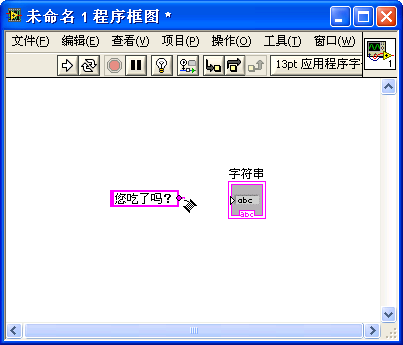 未命名 1 程序框图 *
文件(F) 编辑(E) 查看(V) 项目(P) 操作(O) 工具(T) 窗口(W)
13pt 应用程序字
1
字符串
您吃了吗？
abc
abc